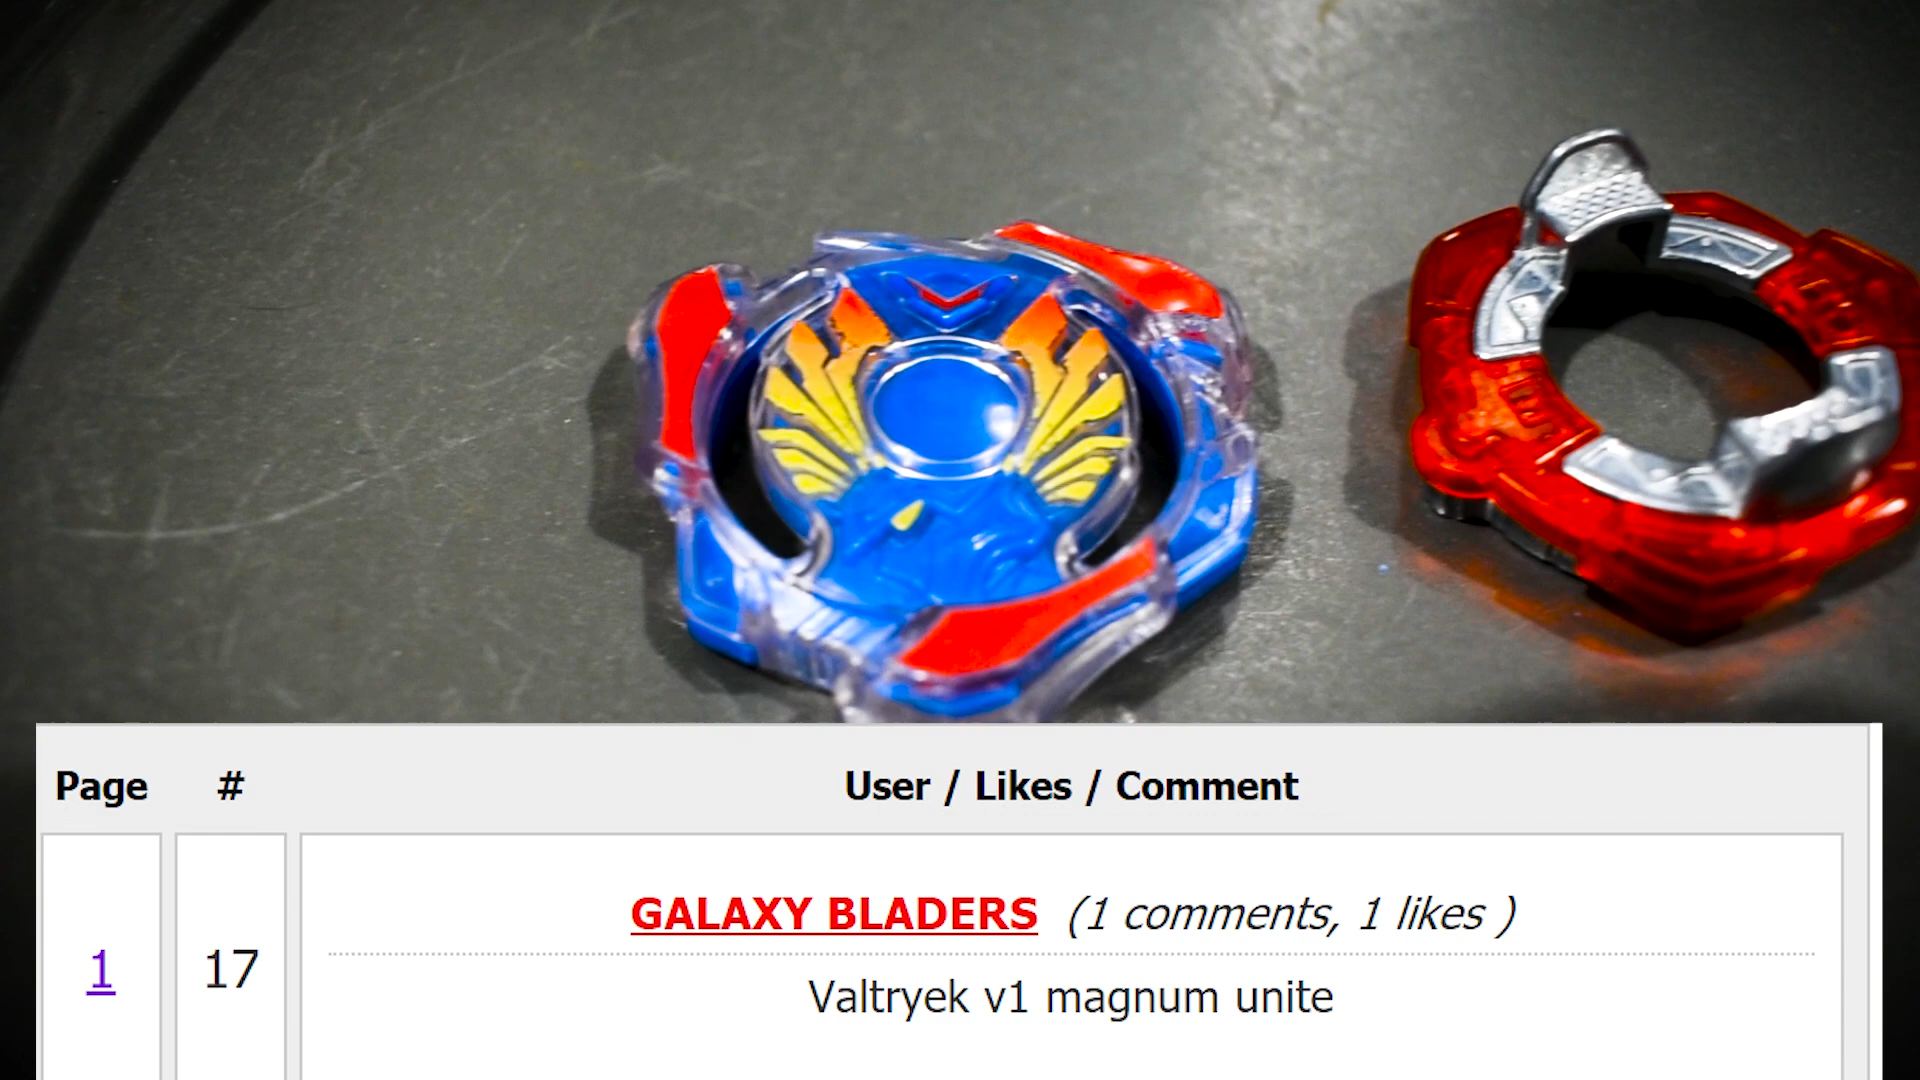 Page # User / Likes / Comment
GALAXY BLADERS (1 comments, 1 likes )
1 17
Valtryek v1 magnum unite